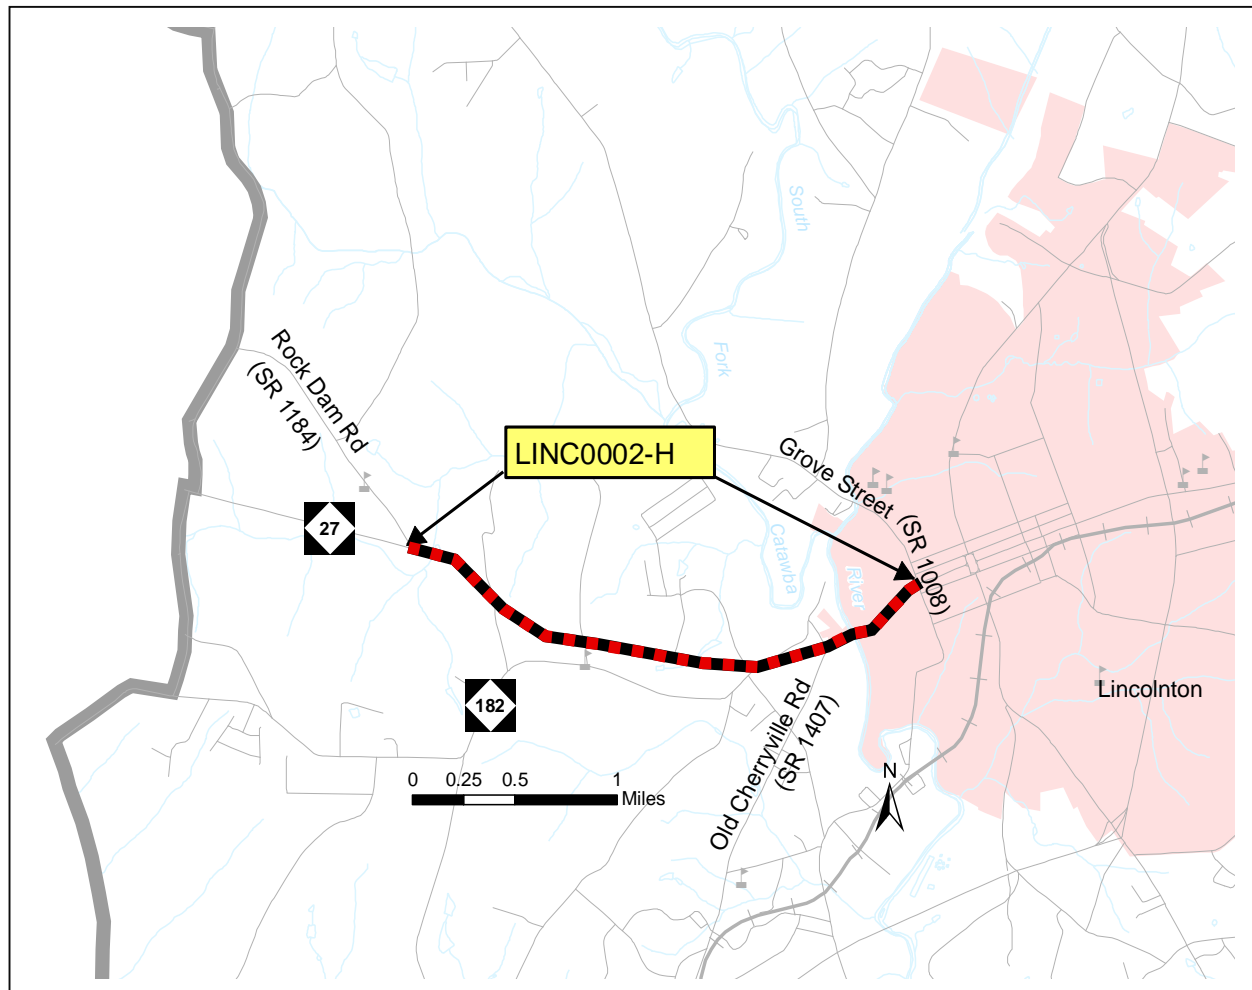 South
Fork
Rock Dam Rd
(SR 1184)
LINC0002-H
Grove Street (SR 1008)
27
Catawba
River
182
Lincolnton
Old Cherryville Rd
(SR 1407)
N
0 0.25 0.5 1
Miles